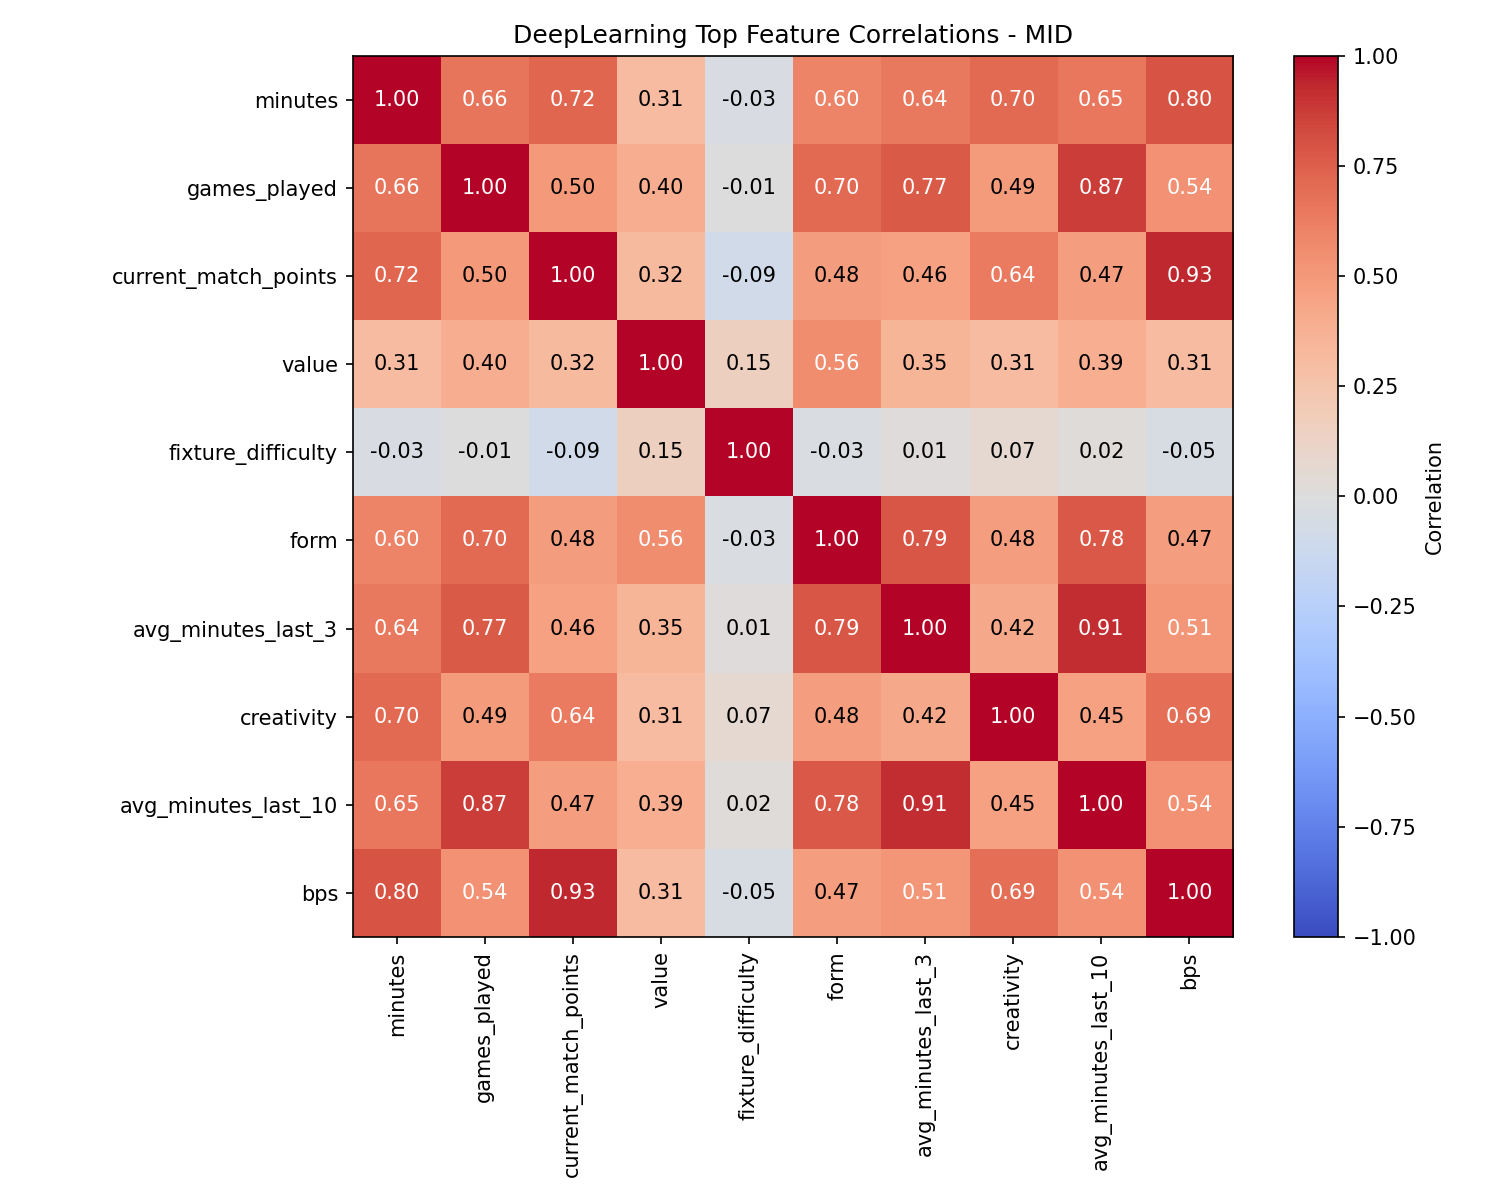 DeepLearning Top Feature Correlations - MID
minutes 1.00 0.66 0.72 0.31 -0.03 0.60 0.64 0.70 0.65 0.80
games_played 0.66 1.00 0.50 0.40 -0.01 0.70 0.77 0.49 0.87 0.54
current_match_points 0.72 0.50 1.00 0.32 -0.09 0.48 0.46 0.64 0.47 0.93
value 0.31 0.40 0.32 1.00 0.15 0.56 0.35 0.31 0.39 0.31
fixture_difficulty -0.03 -0.01 -0.09 0.15 1.00 -0.03 0.01 0.07 0.02 -0.05
form 0.60 0.70 0.48 0.56 -0.03 1.00 0.79 0.48 0.78 0.47
avg_minutes_last_3 0.64 0.77 0.46 0.35 0.01 0.79 1.00 0.42 0.91 0.51
creativity 0.70 0.49 0.64 0.31 0.07 0.48 0.42 1.00 0.45 0.69
avg_minutes_last_10 0.65 0.87 0.47 0.39 0.02 0.78 0.91 0.45 1.00 0.54
bps 0.80 0.54 0.93 0.31 -0.05 0.47 0.51 0.69 0.54 1.00
minutes
games_played
current_match_points
value
fixture_difficulty
form
avg_minutes_last_3
creativity
avg_minutes_last_10
bps
1.00
0.75
0.50
0.25
0.00
−0.25
−0.50
−0.75
−1.00
Correlation